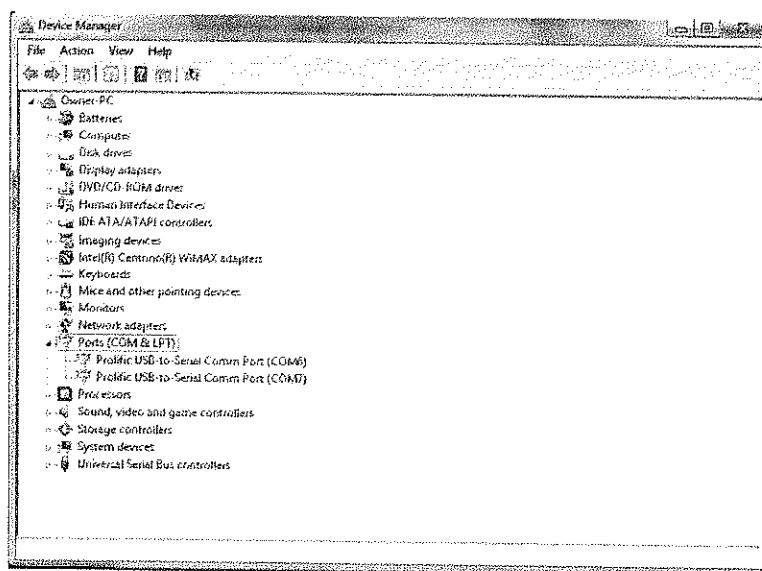 Device Manager
File Action View Help
Owner-PC
Batteries
Computer
Disk drives
Display adapters
DVD/CD-ROM drives
Human Interface Devices
IDE ATA/ATAPI controllers
Imaging devices
Intel(R) Centrino(R) WiMAX adapters
Keyboards
Mice and other pointing devices
Monitors
Network adapters
Ports (COM & LPT)
Prolific USB-to-Serial Comm Port (COM6)
Prolific USB-to-Serial Comm Port (COM7)
Processors
Sound, video and game controllers
Storage controllers
System devices
Universal Serial Bus controllers